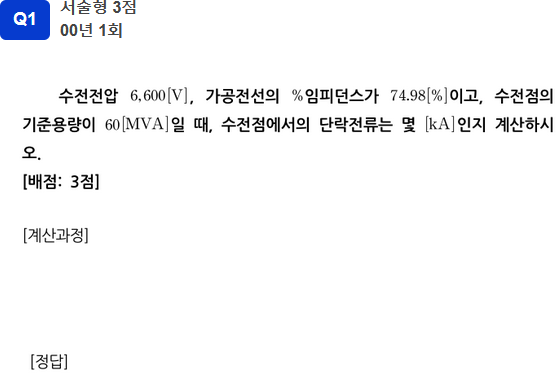 Q1
서술형 3점
00년 1회
수전전압 6,600[V], 가공전선의 %임피던스가 74.98[%]이고, 수전점의
기준용량이 60[MVA]일 때, 수전점에서의 단락전류는 몇 [kA]인지 계산하시
오.
[배점: 3점]
[계산과정]
[정답]